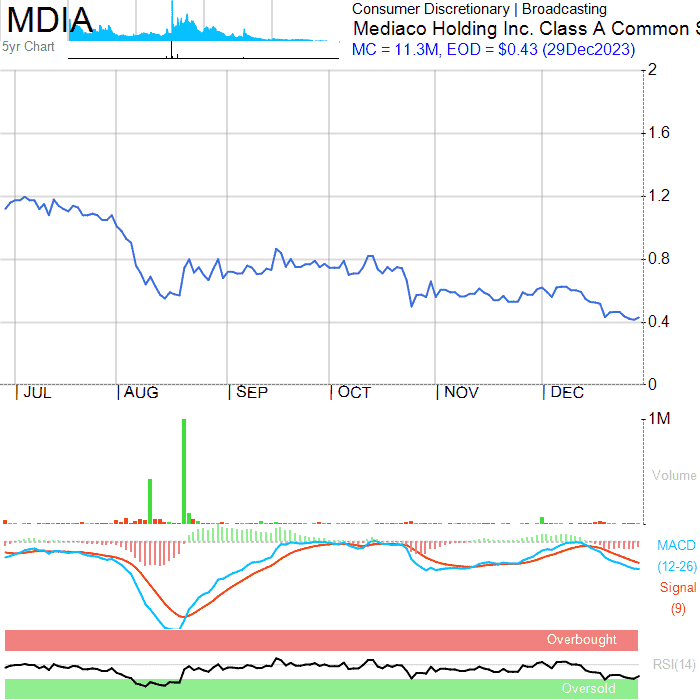 MDIA
5yr Chart
Consumer Discretionary | Broadcasting
Mediaco Holding Inc. Class A Common S
MC = 11.3M, EOD = $0.43 (29Dec2023)
2
1.6
1.2
0.8
0.4
0
JUL AUG SEP OCT NOV DEC
1M
Volume
MACD
(12-26)
Signal
(9)
Overbought
RSI(14)
Oversold